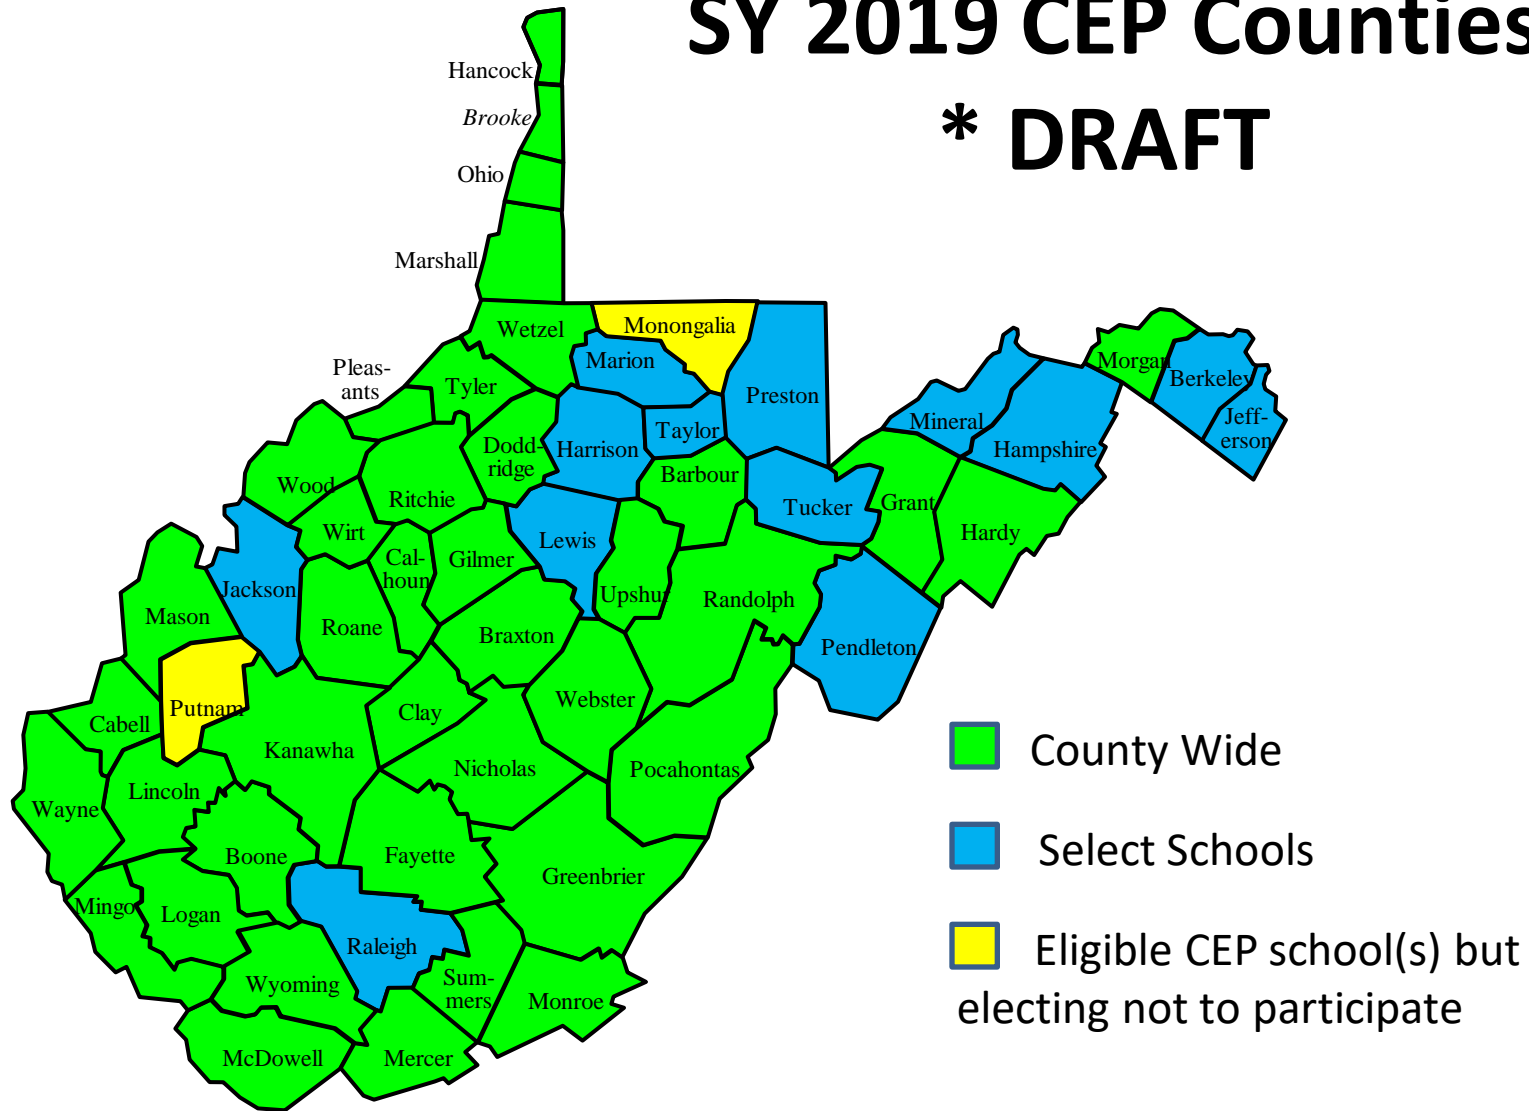 SY 2019 CEP Counties
* DRAFT
Hancock
Brooke
Ohio
Marshall
Wetzel
Monongalia
Marion
Preston
Morgan
Berkeley
Jeff-
erson
Pleas-
ants
Tyler
Mineral
Hampshire
Dodd-
ridge
Harrison
Taylor
Barbour
Wood
Ritchie
Tucker
Grant
Hardy
Wirt
Cal-
houn
Gilmer
Lewis
Jackson
Upshur
Randolph
Mason
Roane
Braxton
Pendleton
Putnam
Cabell
Clay
Webster
Kanawha
Nicholas
Pocahontas
Wayne
Lincoln
Boone
Fayette
Greenbrier
Mingo
Logan
Raleigh
Wyoming
Sum-
mers
Monroe
McDowell
Mercer
County Wide
Select Schools
Eligible CEP school(s) but
electing not to participate